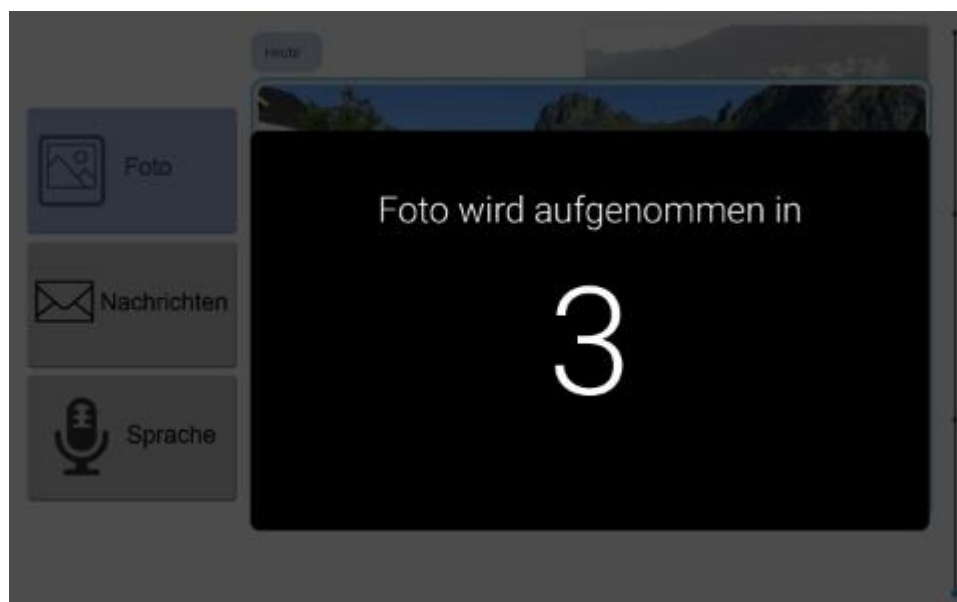 Heute
Foto
Foto wird aufgenommen in
3
Nachrichten
Sprache